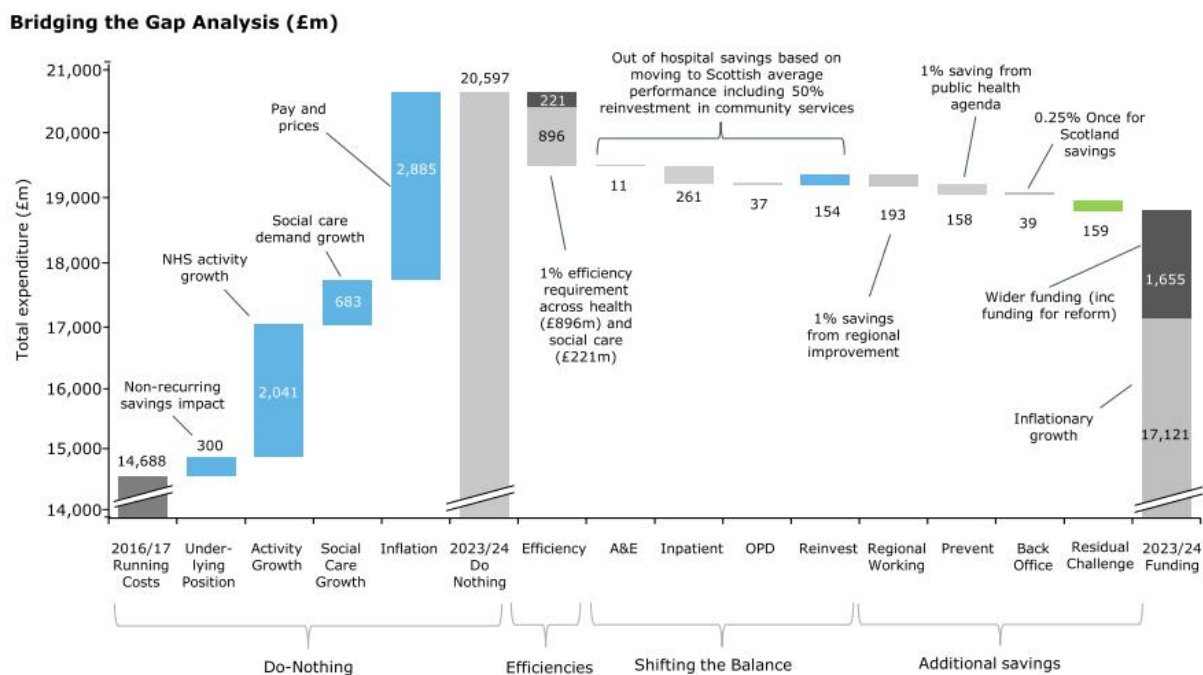 Bridging the Gap Analysis (£m)
Total expenditure (£m)
21,000
20,000
19,000
18,000
17,000
16,000
15,000
14,000
14,688
Non-recurring
savings impact
300
NHS activity
growth
2,041
Social care
demand growth
683
Pay and
prices
2,885
20,597
221
896
1% efficiency
requirement
across health
(£896m) and
social care
(£221m)
Out of hospital savings based on
moving to Scottish average
performance including 50%
reinvestment in community services
11
261
37
154
193
1% savings
from regional
improvement
1% saving from
public health
agenda
158
0.25% Once for
Scotland
savings
39
159
Wider funding (inc
funding for reform)
1,655
Inflationary
growth
17,121
2016/17
Running
Costs
Under-
lying
Position
Activity
Growth
Social
Care
Growth
Inflation
2023/24
Do
Nothing
Efficiency
A&E
Inpatient
OPD
Reinvest
Regional
Working
Prevent
Back
Office
Residual
Challenge
2023/24
Funding
Do-Nothing
Efficiencies
Shifting the Balance
Additional savings